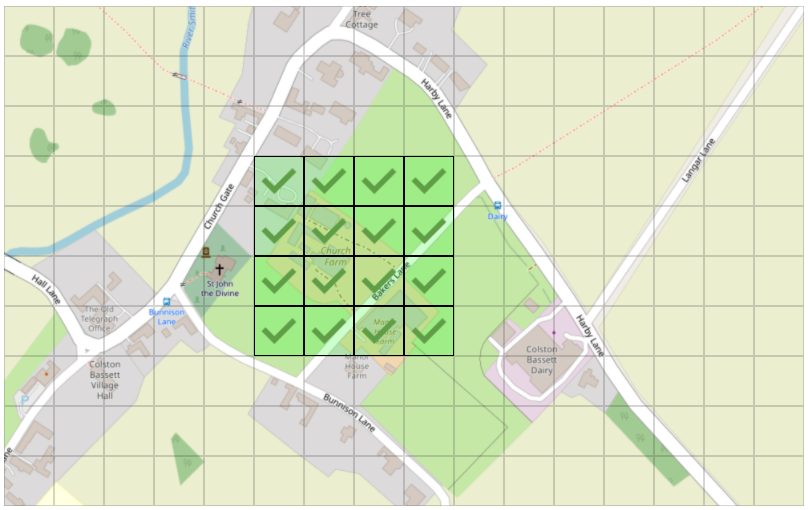 Tree
Cottage
River Smite
Harby Lane
Langar Lane
Church Gate
Dairy
Church
Farm
Bakers Lane
St John
the Divine
Hall Lane
The Old
Telegraph
Office
Bunnison
Lane
Manor
House
Farm
Harby Lane
Colston
Bassett
Dairy
Colston
Bassett
Village
Hall
Manor
House
Farm
P
Bunnison Lane